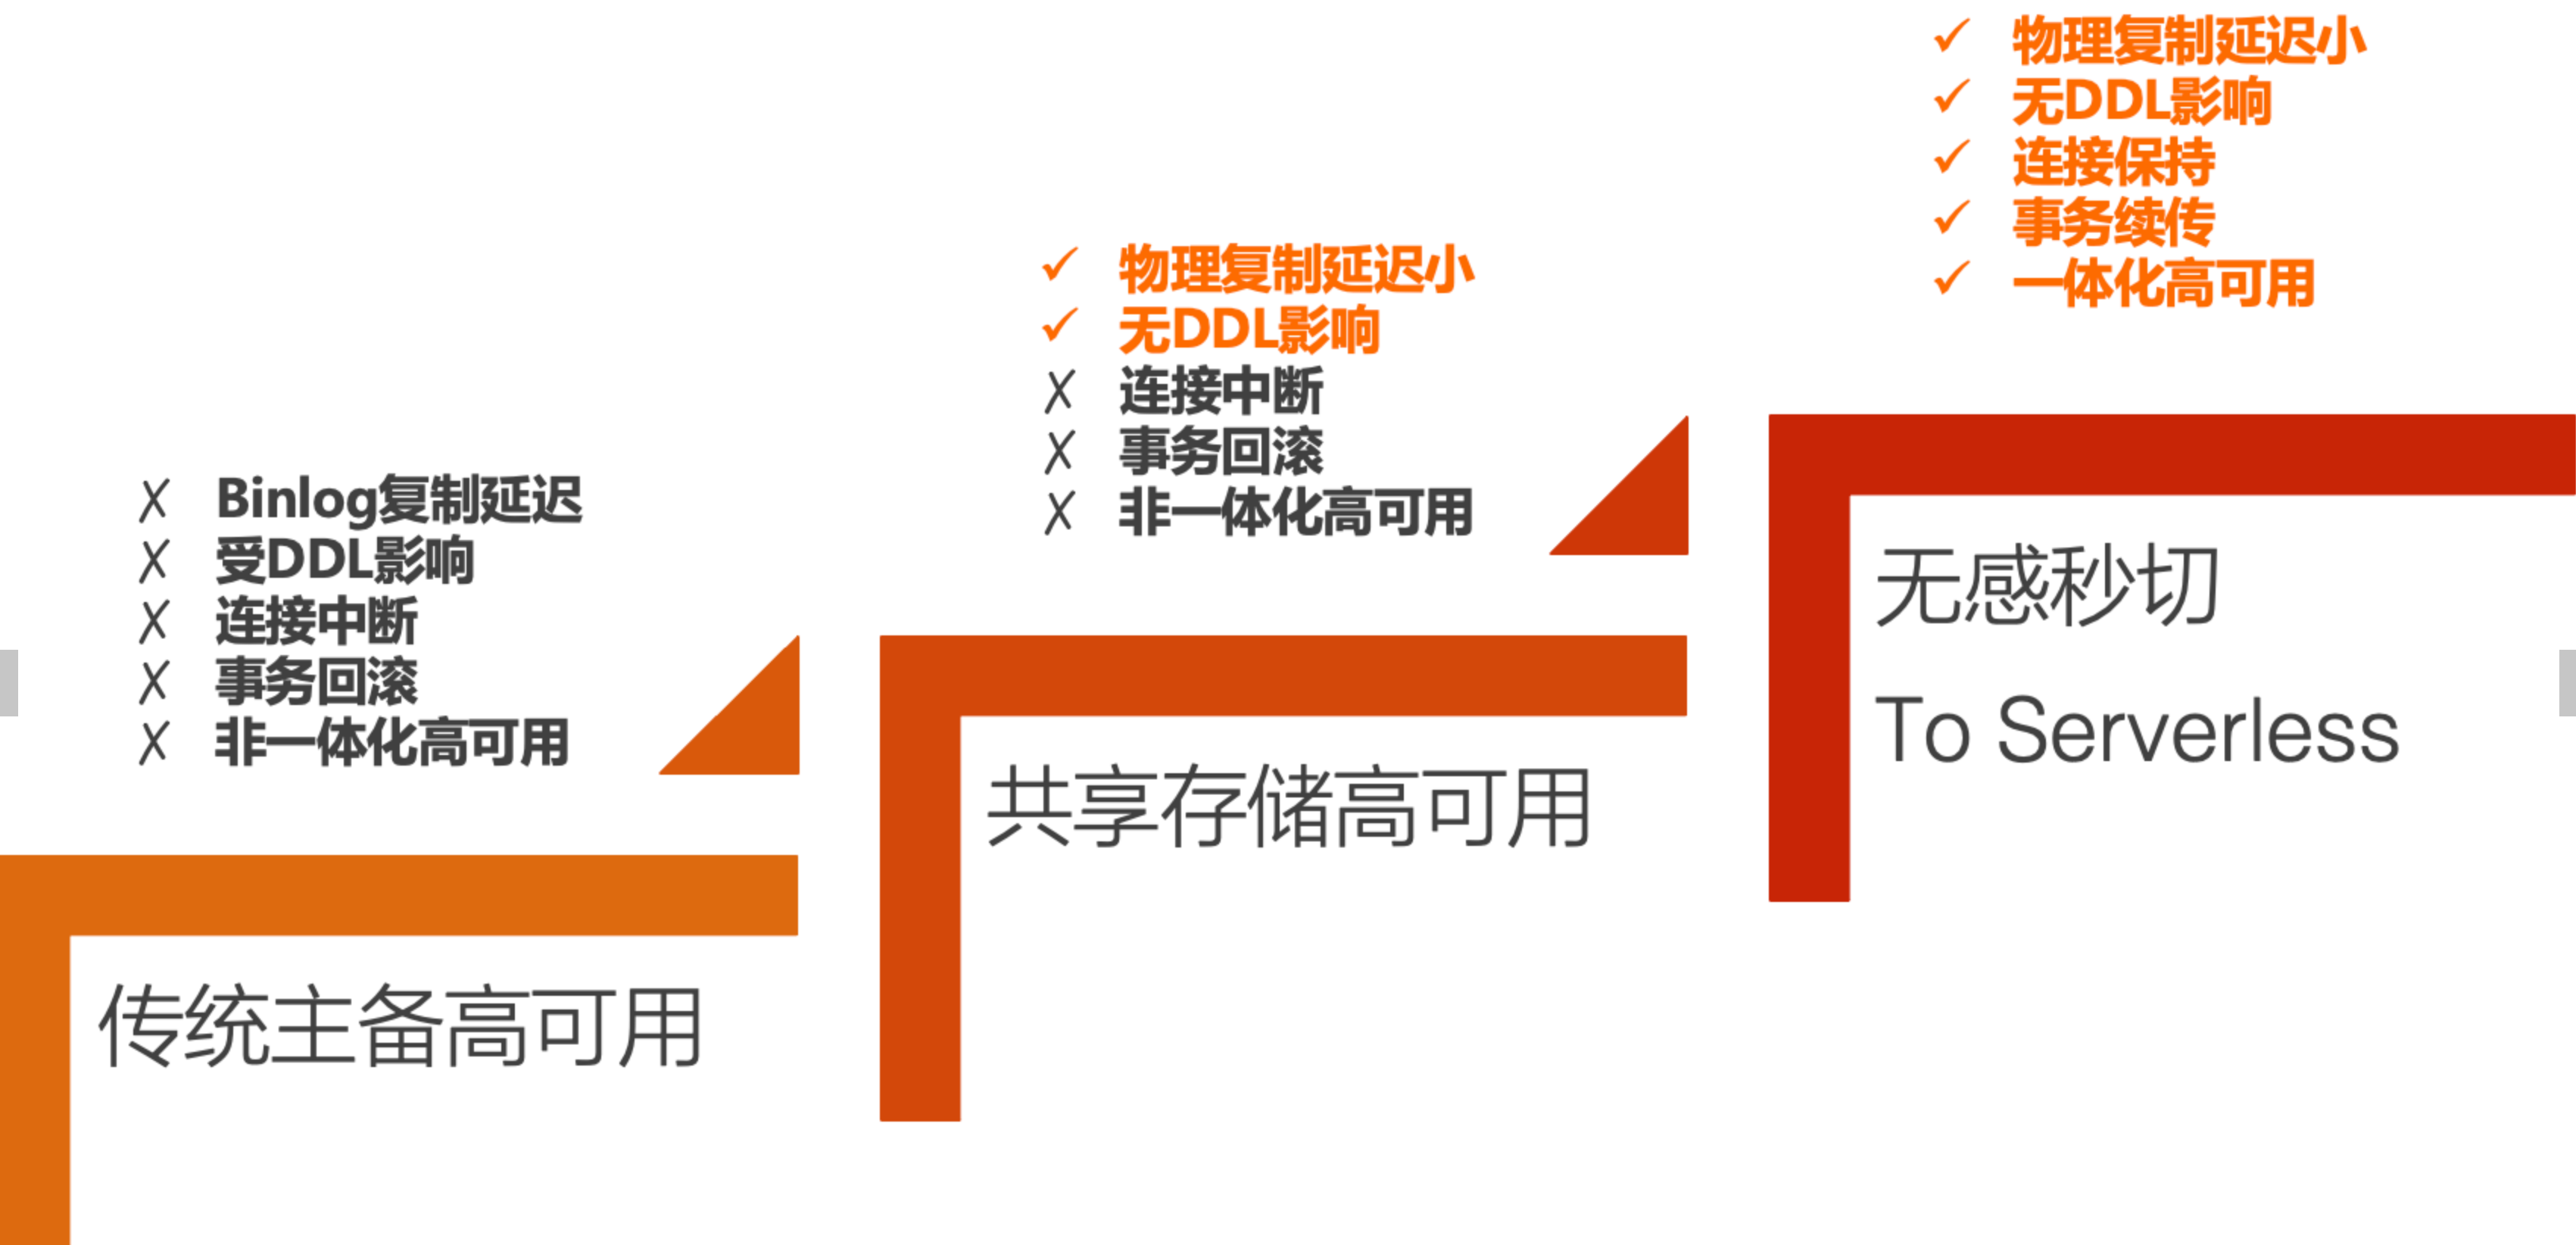 ✗ Binlog复制延迟
✗ 受DDL影响
✗ 连接中断
✗ 事务回滚
✗ 非一体化高可用
传统主备高可用
✓ 物理复制延迟小
✓ 无DDL影响
✗ 连接中断
✗ 事务回滚
✗ 非一体化高可用
共享存储高可用
✓ 物理复制延迟小
✓ 无DDL影响
✓ 连接保持
✓ 事务续传
✓ 一体化高可用
无感秒切
To Serverless